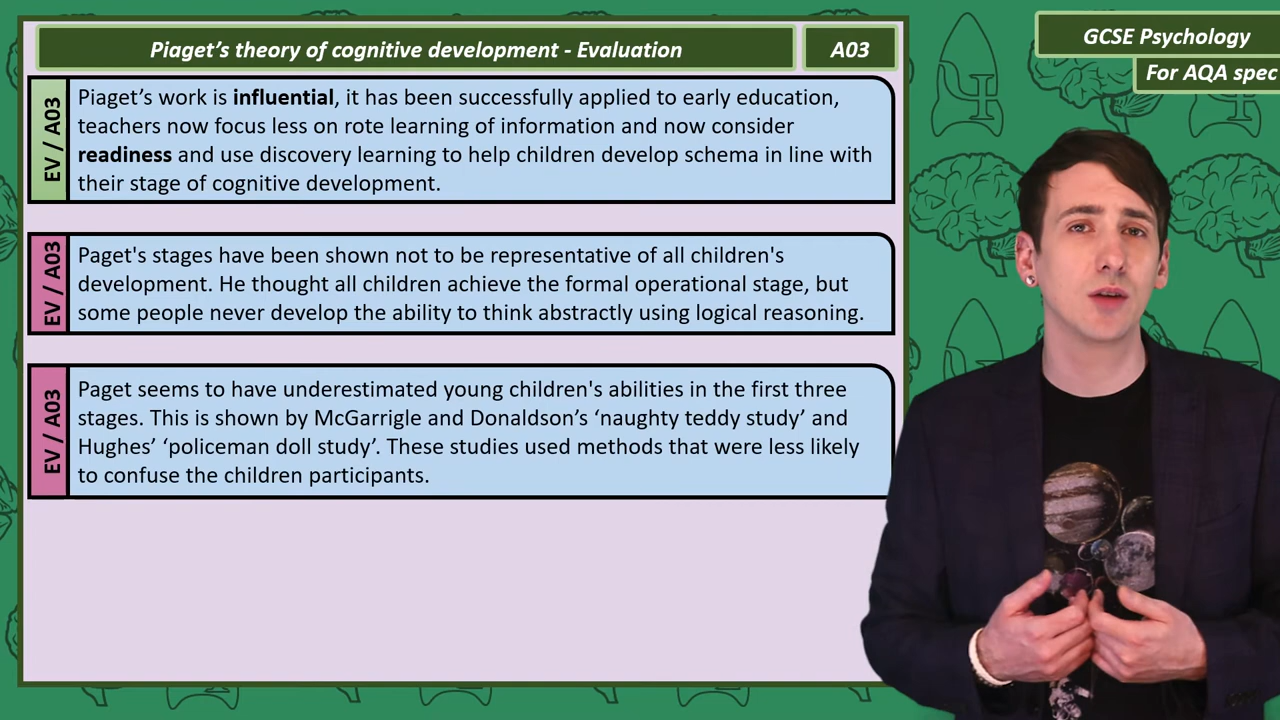 Piaget's theory of cognitive development - Evaluation
A03
GCSE Psychology
For AQA spec
EV / A03
Piaget's work is influential, it has been successfully applied to early education,
teachers now focus less on rote learning of information and now consider
readiness and use discovery learning to help children develop schema in line with
their stage of cognitive development.
EV / A03
Paget's stages have been shown not to be representative of all children's
development. He thought all children achieve the formal operational stage, but
some people never develop the ability to think abstractly using logical reasoning.
EV / A03
Paget seems to have underestimated young children's abilities in the first three
stages. This is shown by McGarrigle and Donaldson's ‘naughty teddy study’ and
Hughes’ ‘policeman doll study’. These studies used methods that were less likely
to confuse the children participants.